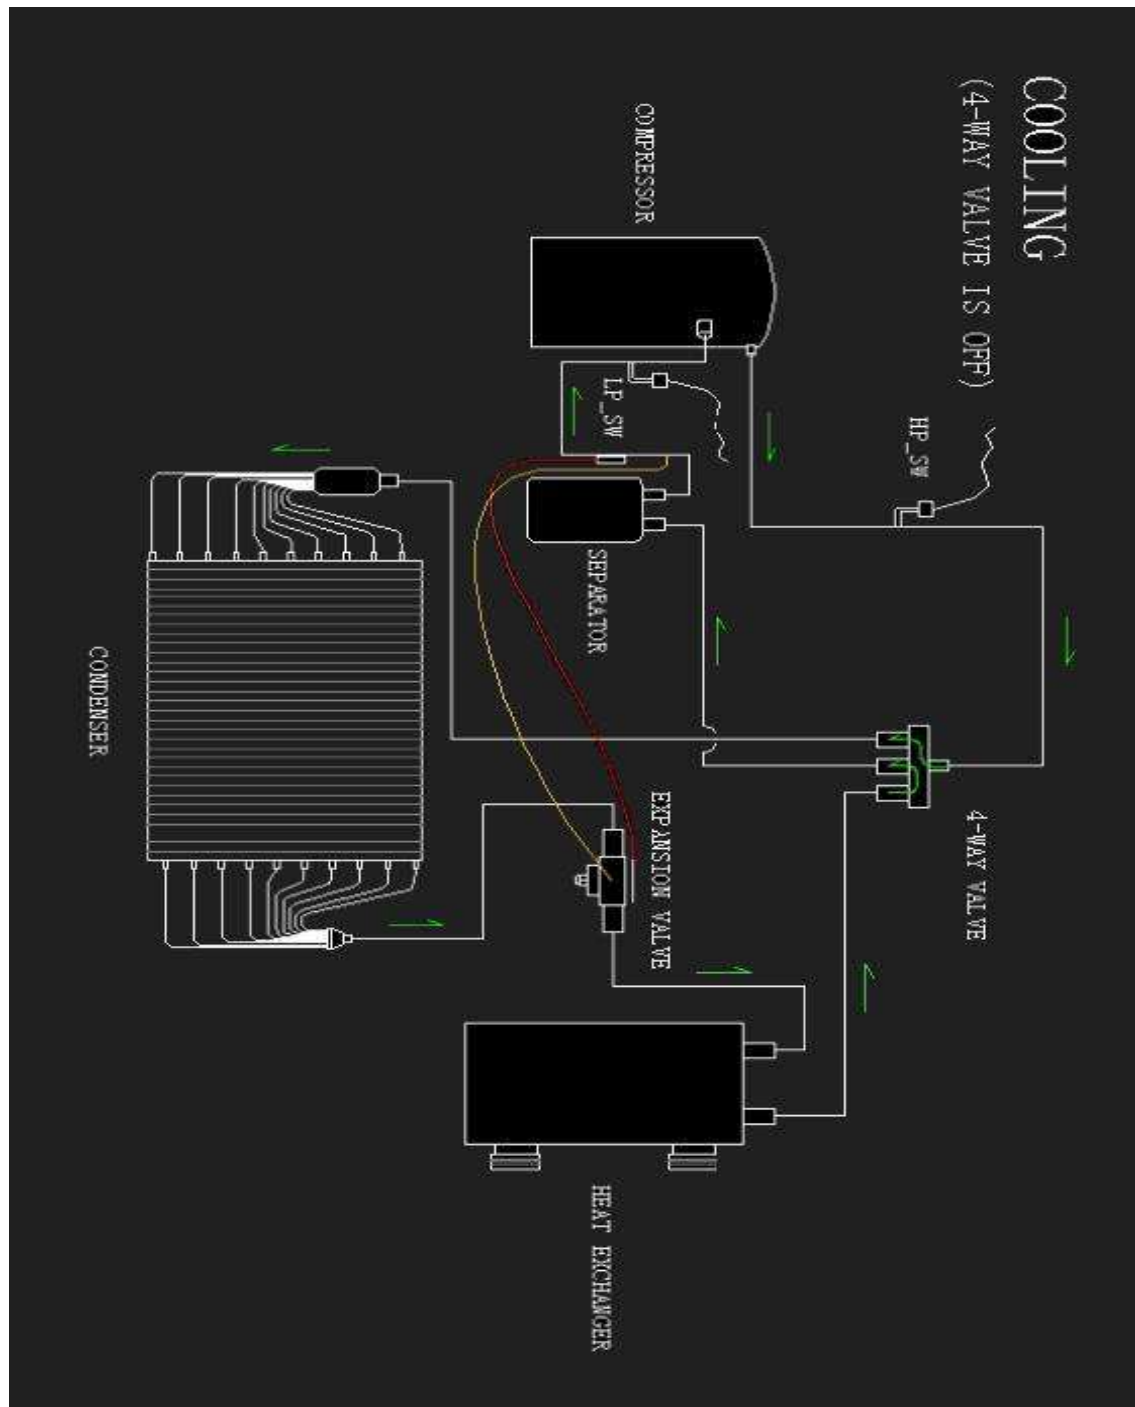 COOLING
(4-WAY VALVE IS OFF)
COMPRESSOR
HP_SW
LP_SW
SEPARATOR
4-WAY VALVE
EXPANSION VALVE
CONDENSER
HEAT EXCHANGER